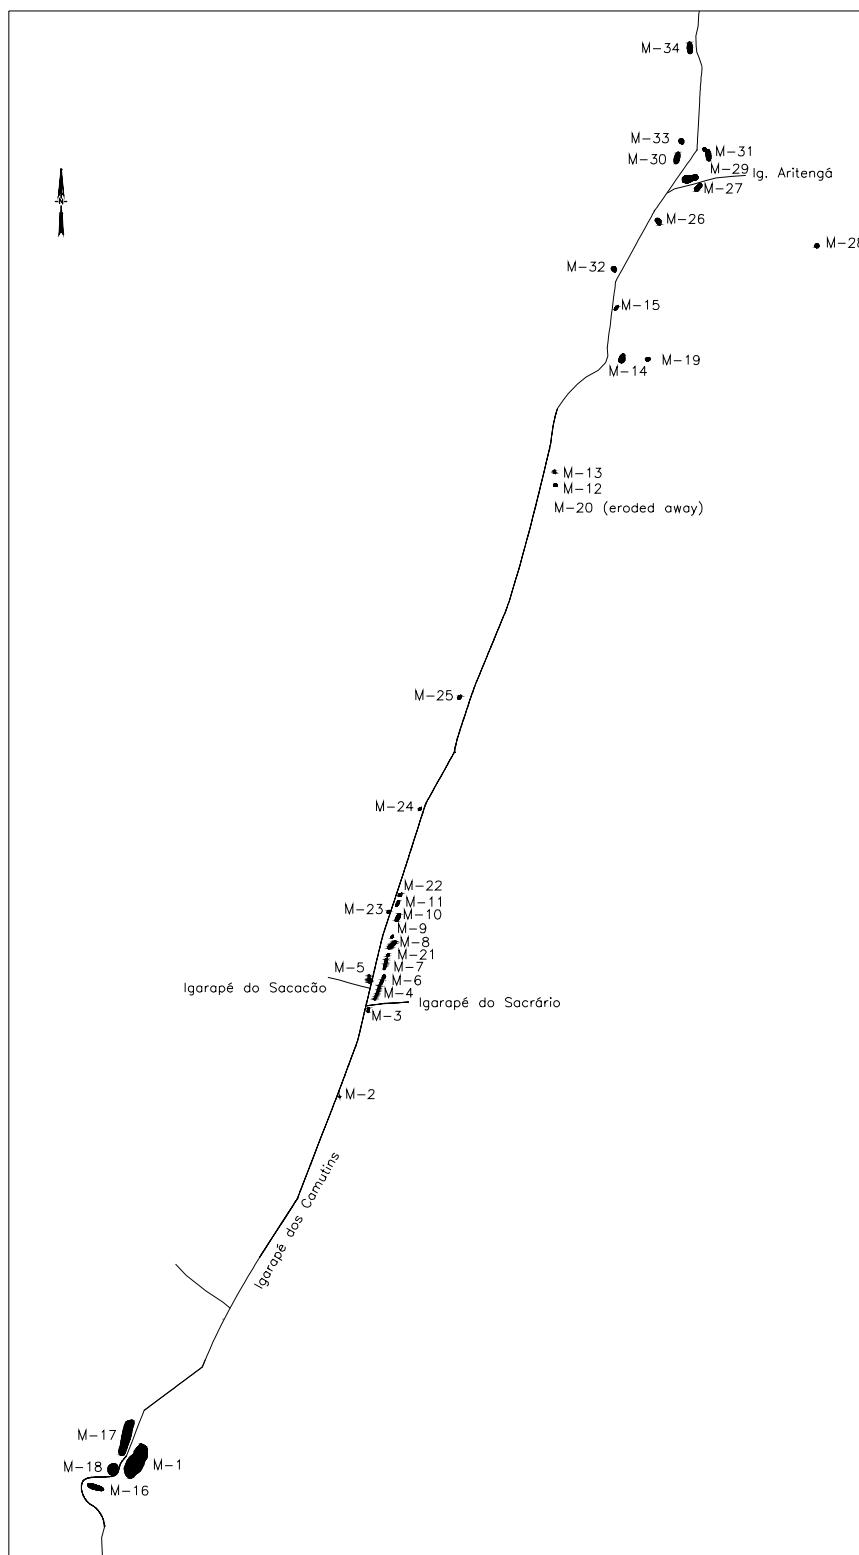 M-34
M-33
M-31
M-30
M-29
Ig. Aritengá
M-27
M-26
M-28
M-32
M-15
M-19
M-14
M-13
M-12
M-20 (eroded away)
M-25
M-24
M-22
M-11
M-23
M-10
M-9
M-8
M-21
M-5
M-7
M-6
Igarapé do Sacacão
M-4
Igarapé do Sacrário
M-3
M-2
Igarapé dos Camutins
M-17
M-1
M-18
M-16
N